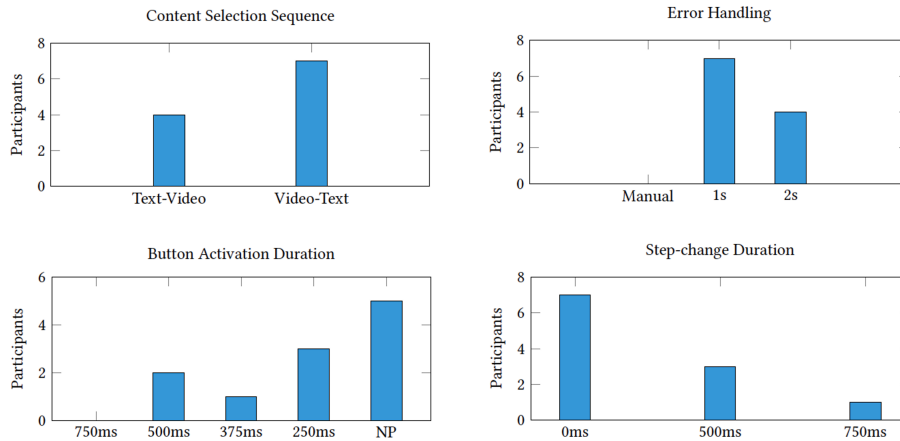 Content Selection Sequence
Participants
8
6
4
2
0
Text-Video Video-Text
Error Handling
Participants
8
6
4
2
0
Manual 1s 2s
Button Activation Duration
Participants
6
4
2
0
750ms 500ms 375ms 250ms NP
Step-change Duration
Participants
8
6
4
2
0
0ms 500ms 750ms